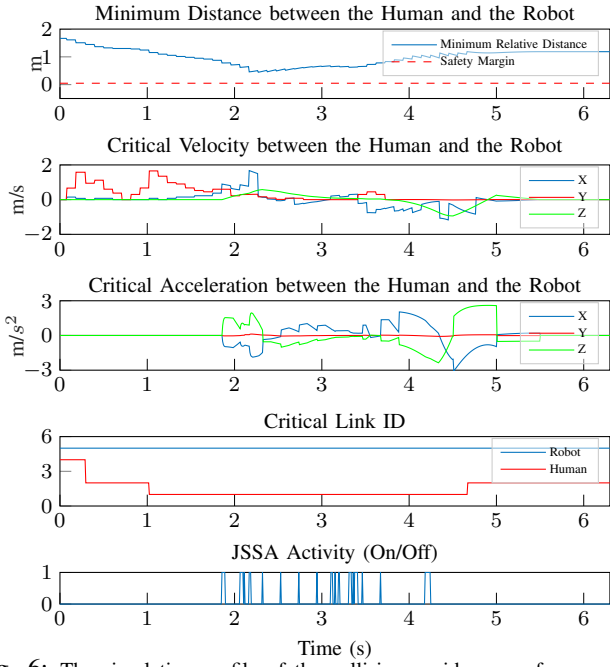 Minimum Distance between the Human and the Robot
2
1
0
m
Minimum Relative Distance
Safety Margin
0 1 2 3 4 5 6
Critical Velocity between the Human and the Robot
2
0
−2
m/s
X
Y
Z
0 1 2 3 4 5 6
Critical Acceleration between the Human and the Robot
3
0
−3
m/s²
X
Y
Z
0 1 2 3 4 5 6
Critical Link ID
6
3
0
Robot
Human
0 1 2 3 4 5 6
JSSA Activity (On/Off)
1
0
0 1 2 3 4 5 6
Time (s)
6: